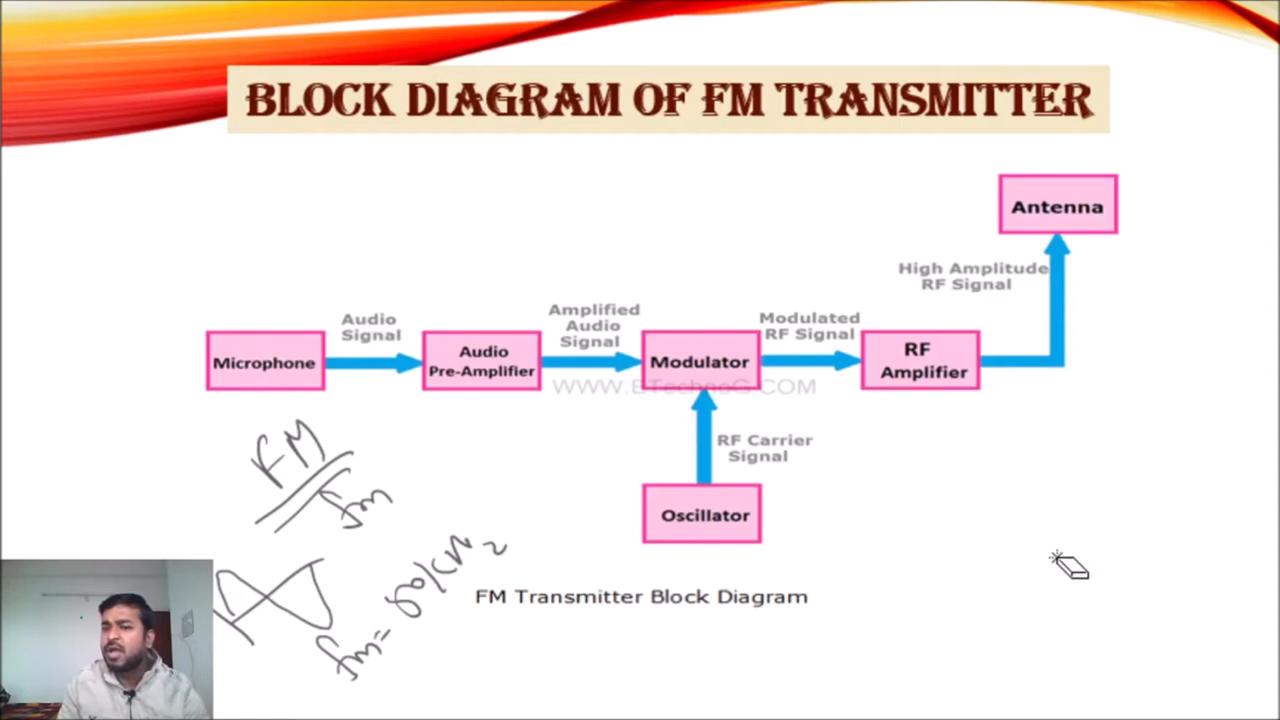 BLOCK DIAGRAM OF FM TRANSMITTER
Antenna
High Amplitude
RF Signal
Audio
Signal
Amplified
Audio
Signal
Modulated
RF Signal
Microphone
Audio
Pre-Amplifier
Modulator
RF
Amplifier
WWW.ETechnoG.COM
RF Carrier
Signal
Oscillator
FM
fm
fm=
FM Transmitter Block Diagram